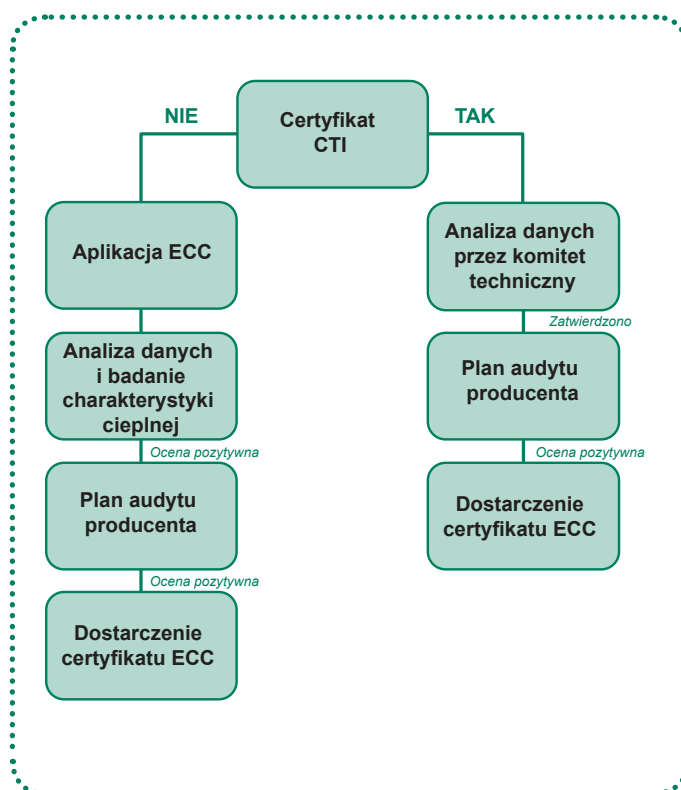 NIE
Certyfikat
CTI
TAK
Aplikacja ECC
Analiza danych
i badanie
charakterystyki
cieplnej
Ocena pozytywna
Plan audytu
producenta
Ocena pozytywna
Dostarczenie
certyfikatu ECC
Analiza danych
przez komitet
techniczny
Zatwierdzono
Plan audytu
producenta
Ocena pozytywna
Dostarczenie
certyfikatu ECC